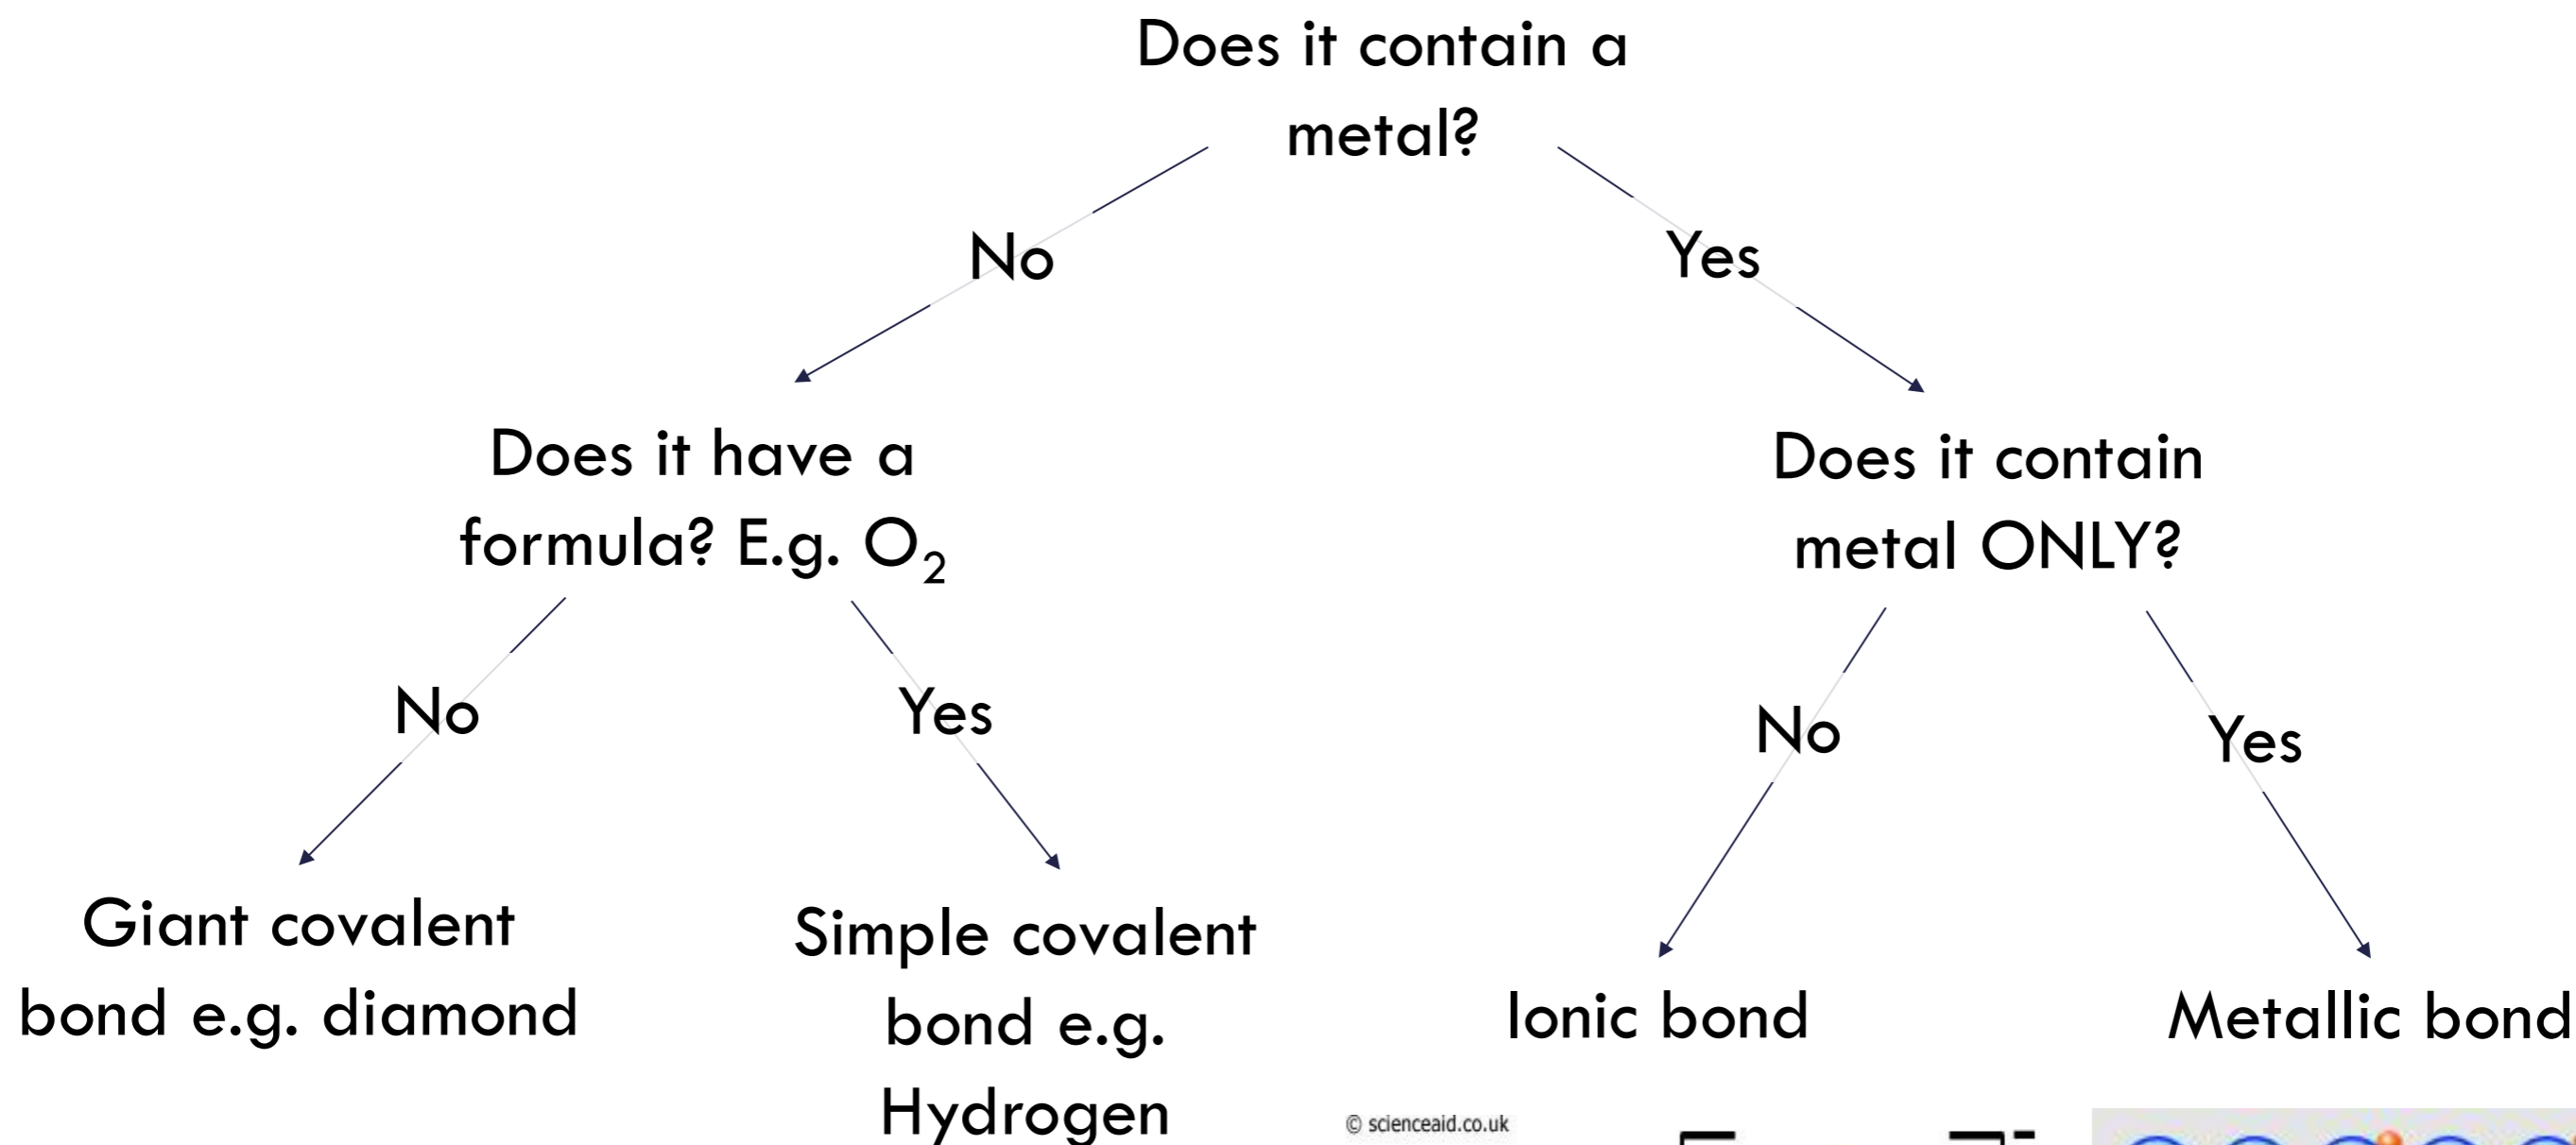 Does it contain a
metal?
No
Yes
Does it have a
formula? E.g. O₂
Does it contain
metal ONLY?
No
Yes
No
Yes
Giant covalent
bond e.g. diamond
Simple covalent
bond e.g.
Hydrogen
Ionic bond
Metallic bond
© scienceaid.co.uk